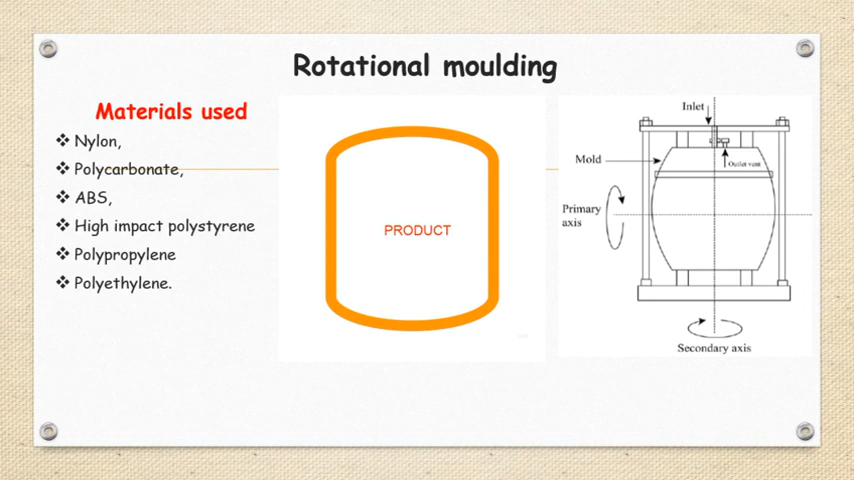 Rotational moulding
Materials used
❖ Nylon,
❖ Polycarbonate,
❖ ABS,
❖ High impact polystyrene
❖ Polypropylene
❖ Polyethylene.
PRODUCT
Inlet
Mold
Outlet vent
Primary
axis
Secondary axis